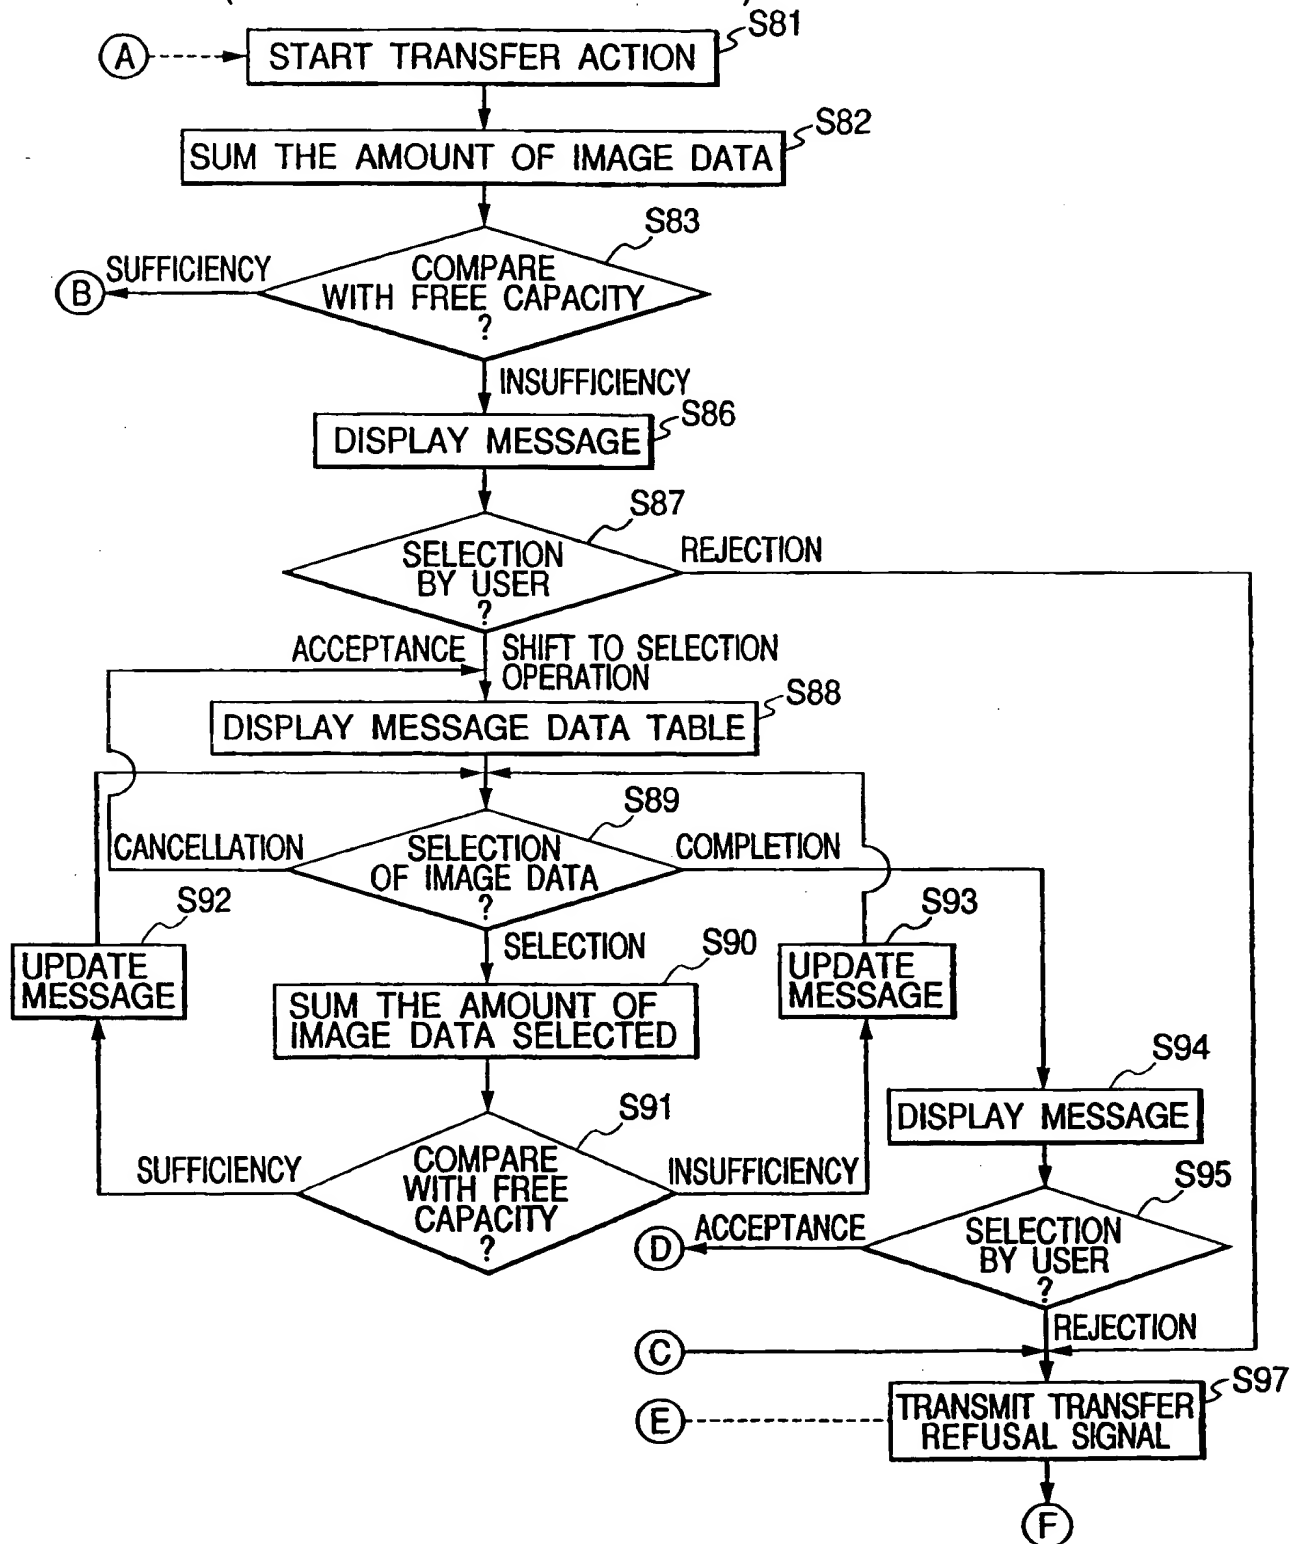 S81
A
START TRANSFER ACTION
S82
SUM THE AMOUNT OF IMAGE DATA
S83
SUFFICIENCY
B
COMPARE
WITH FREE CAPACITY
?
INSUFFICIENCY
S86
DISPLAY MESSAGE
S87
REJECTION
SELECTION
BY USER
?
ACCEPTANCE
SHIFT TO SELECTION
OPERATION
S88
DISPLAY MESSAGE DATA TABLE
S89
CANCELLATION
SELECTION
OF IMAGE DATA
?
COMPLETION
S92
SELECTION
S90
S93
UPDATE
MESSAGE
SUM THE AMOUNT OF
IMAGE DATA SELECTED
UPDATE
MESSAGE
S94
DISPLAY MESSAGE
S91
SUFFICIENCY
COMPARE
WITH FREE
CAPACITY
?
INSUFFICIENCY
S95
D
ACCEPTANCE
SELECTION
BY USER
?
REJECTION
C
S97
E
TRANSMIT TRANSFER
REFUSAL SIGNAL
F